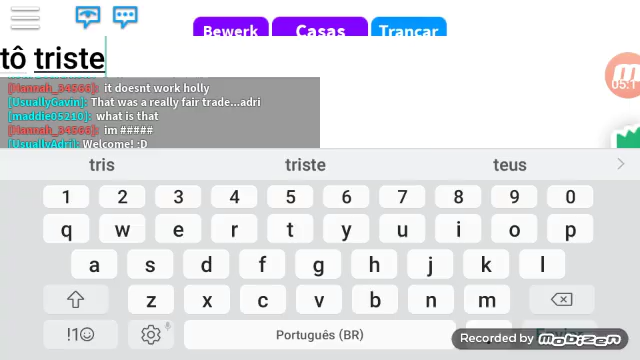 Bewerk Casas Trancar
tô triste
[Hannah_34566]: it doesnt work holly
[UsuallyGavin]: That was a really fair trade...adri
[maddie05210]: what is that
[Hannah_34566]: im #####
[UsuallyAdri]: Welcome! :D
05:1
tris triste teus
1 2 3 4 5 6 7 8 9 0
q w e r t y u i o p
a s d f g h j k l
z x c v b n m
!1☺ Português (BR)
Recorded by MOBIZEN